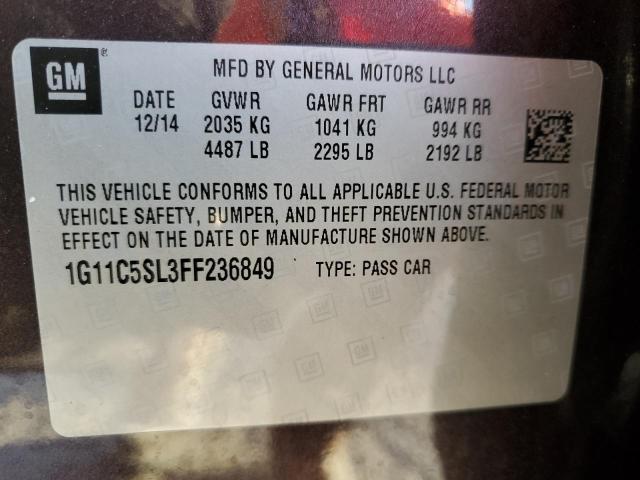 GM ® MFD BY GENERAL MOTORS LLC
DATE GVWR GAWR FRT GAWR RR
12/14 2035 KG 1041 KG 994 KG
4487 LB 2295 LB 2192 LB
THIS VEHICLE CONFORMS TO ALL APPLICABLE U.S. FEDERAL MOTOR
VEHICLE SAFETY, BUMPER, AND THEFT PREVENTION STANDARDS IN
EFFECT ON THE DATE OF MANUFACTURE SHOWN ABOVE.
1G11C5SL3FF236849 TYPE: PASS CAR